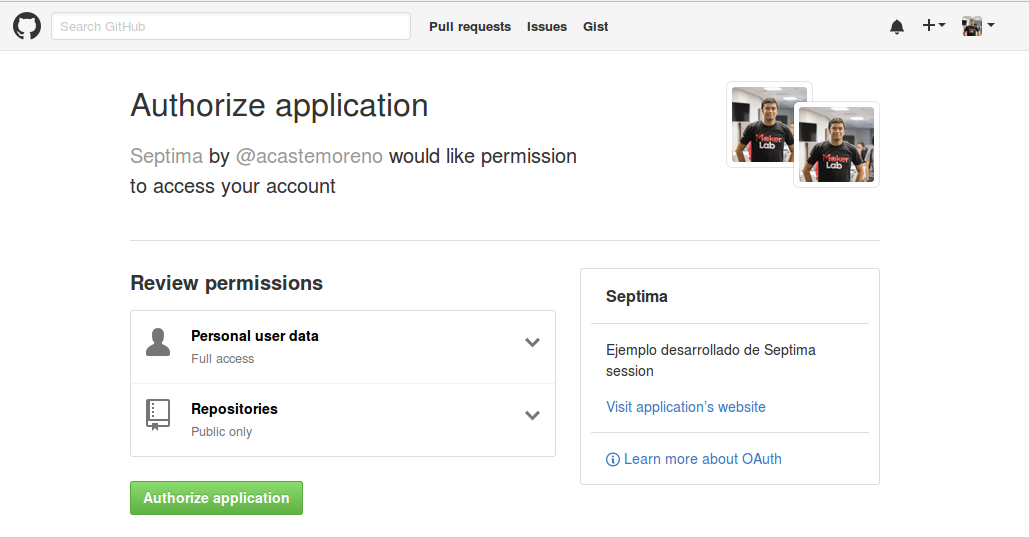 Search GitHub
Pull requests
Issues
Gist
Authorize application
Septima by @acastemoreno would like permission
to access your account
Maker
Lab
Maker
Lab
Review permissions
Personal user data
Full access
Repositories
Public only
Authorize application
Septima
Ejemplo desarrollado de Septima
session
Visit application's website
Learn more about OAuth